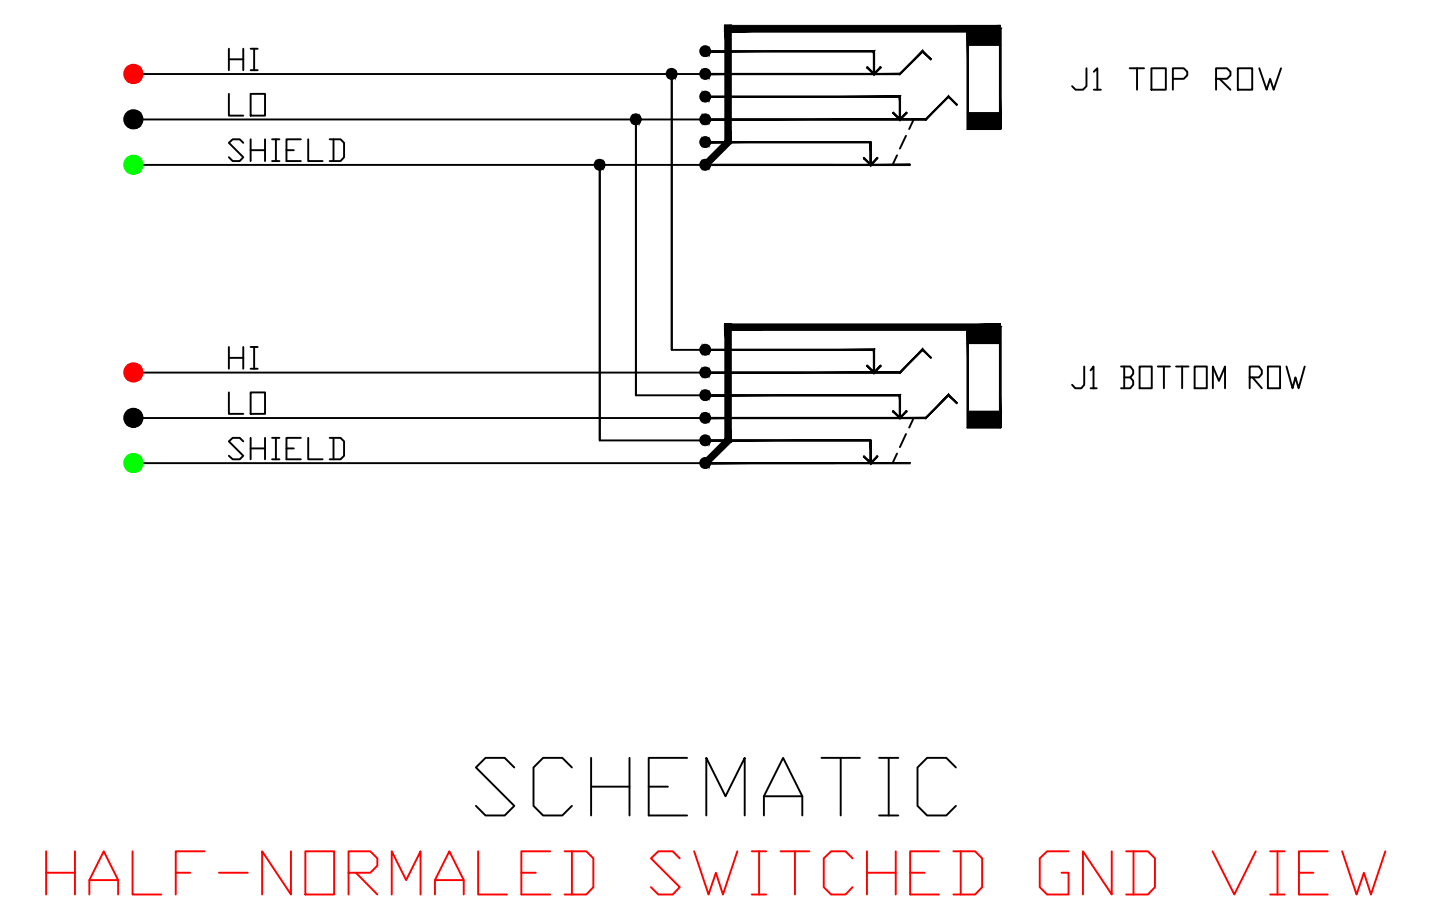 HI
LO
SHIELD
J1 TOP ROW
HI
LO
SHIELD
J1 BOTTOM ROW
SCHEMATIC
HALF-NORMALED SWITCHED GND VIEW